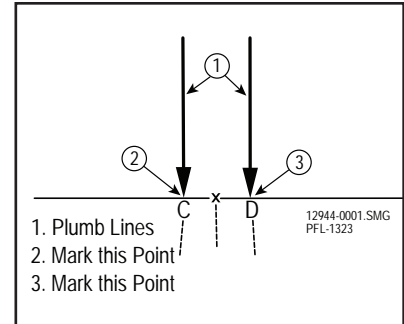 1
2
3
C
x
D
12944-0001.SMG
PFL-1323
1. Plumb Lines
2. Mark this Point
3. Mark this Point